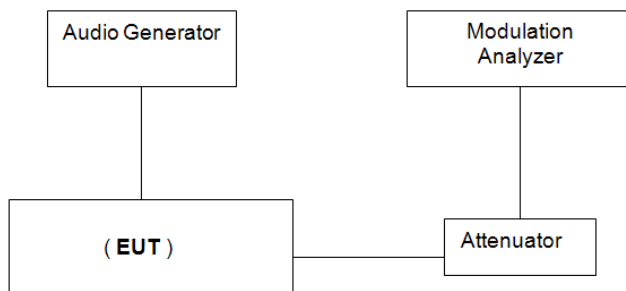 Audio Generator
Modulation
Analyzer
( EUT )
Attenuator